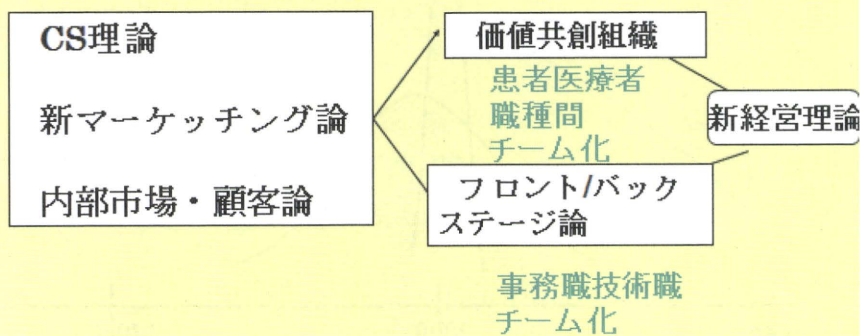 CS理論
新マーケッチング論
内部市場・顧客論
価値共創組織
患者医療者
職種間
チーム化
フロント/バック
ステージ論
事務職技術職
チーム化
新経営理論